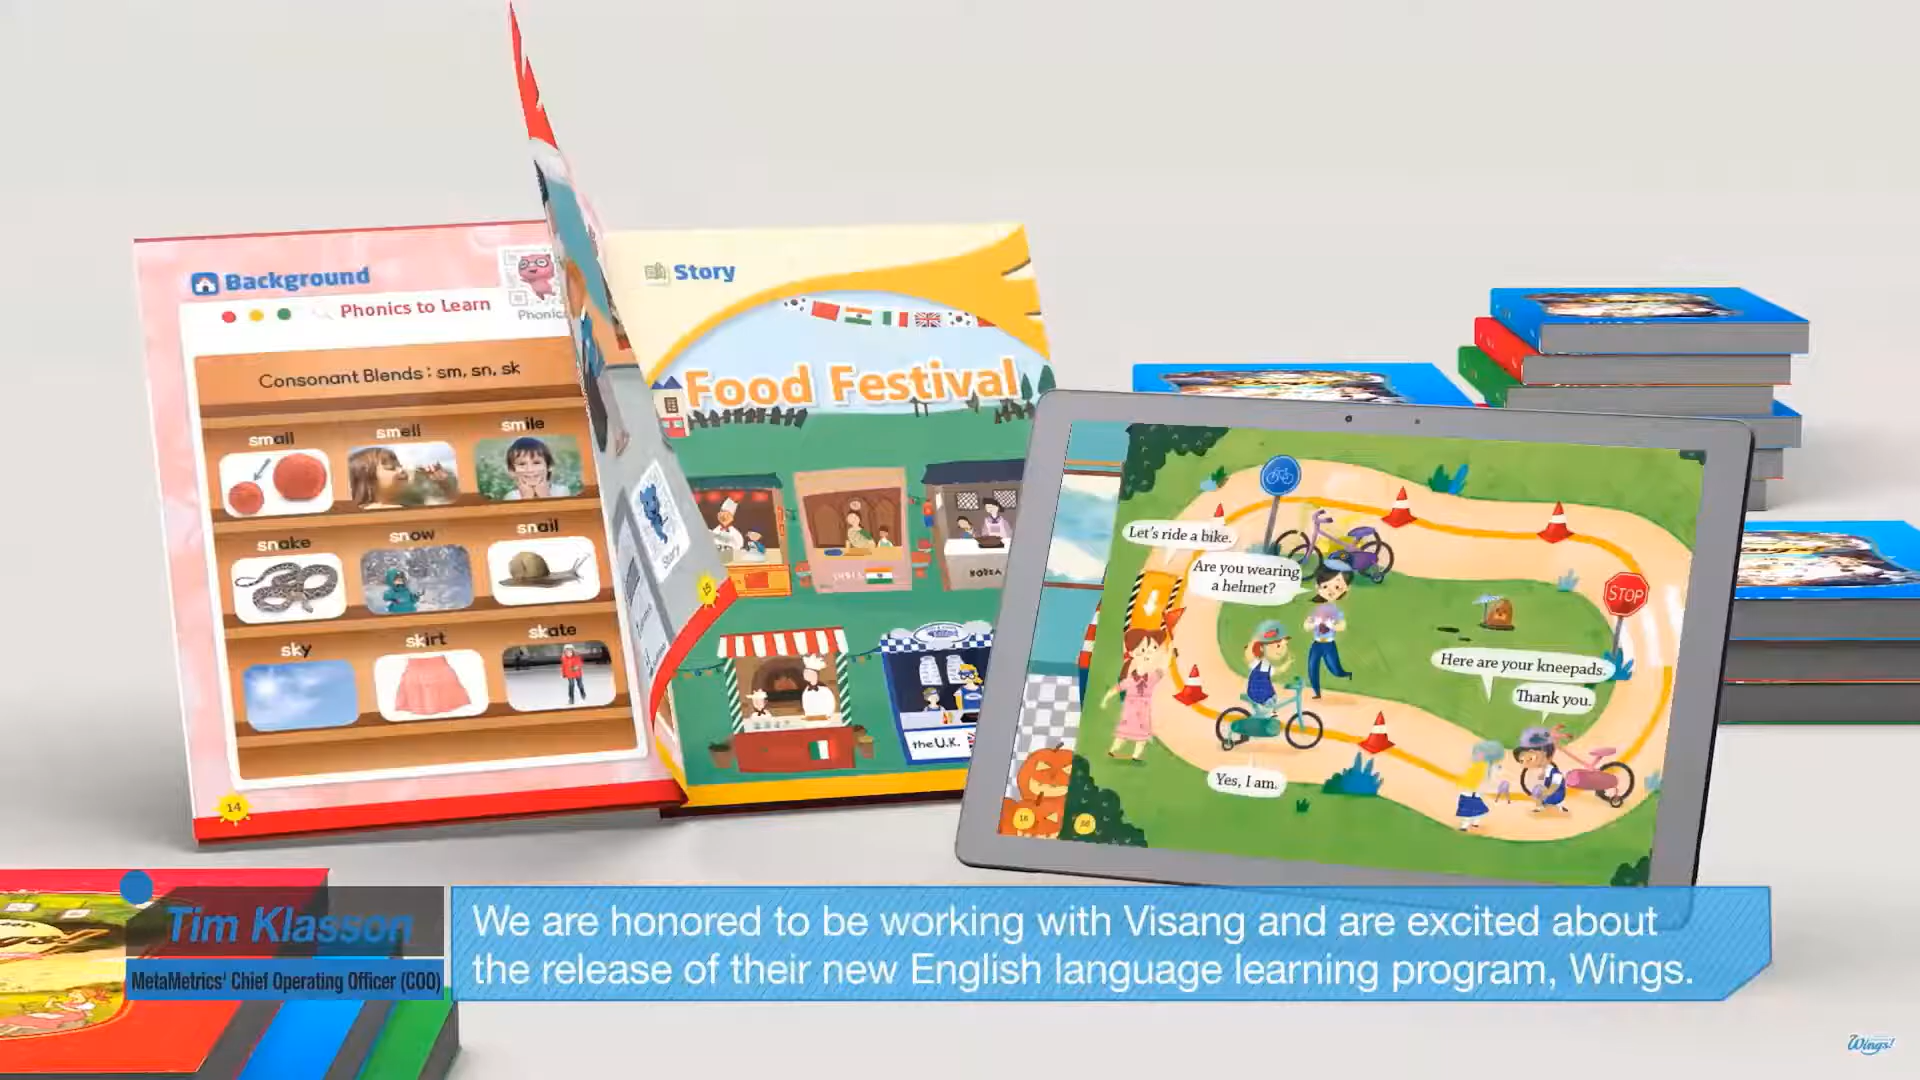 Background
Phonics to Learn
Phonics
Consonant Blends : sm, sn, sk
small
smell
smile
snake
snow
snail
sky
skirt
skate
14
Story
15
Story
Food Festival
KOREA
the U.K.
Let's ride a bike.
Are you wearing
a helmet?
STOP
Here are your kneepads.
Thank you.
Yes, I am.
Tim Klasson
MetaMetrics' Chief Operating Officer (COO)
We are honored to be working with Visang and are excited about
the release of their new English language learning program, Wings.
Wings!